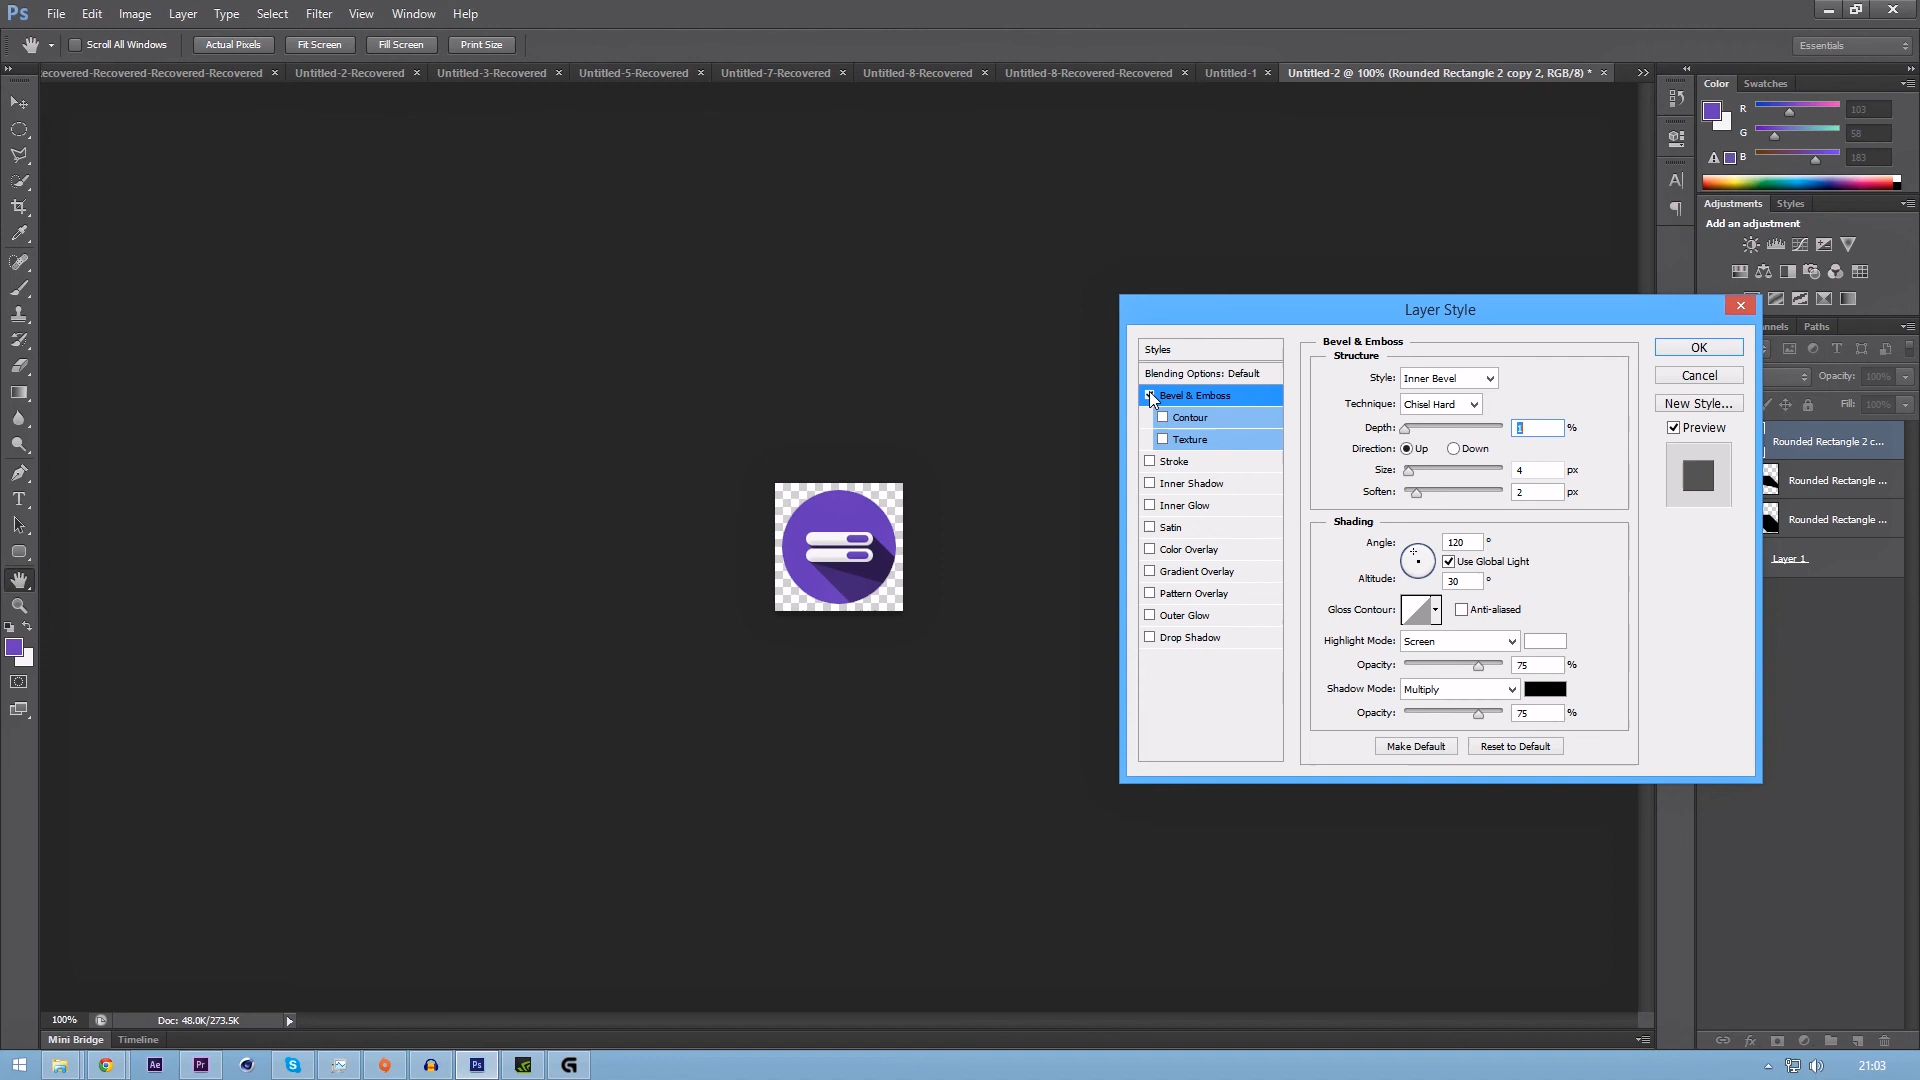 Ps File Edit Image Layer Type Select Filter View Window Help
Scroll All Windows Actual Pixels Fit Screen Fill Screen Print Size Essentials
ecovered-Recovered-Recovered-Recovered × Untitled-2-Recovered × Untitled-3-Recovered × Untitled-5-Recovered × Untitled-7-Recovered × Untitled-8-Recovered × Untitled-8-Recovered-Recovered × Untitled-1 × Untitled-2 @ 100% (Rounded Rectangle 2 copy 2, RGB/8) * ×
Color Swatches
R 103
G 58
B 183
Adjustments Styles
Add an adjustment
nnels Paths
Opacity: 100%
Fill: 100%
Rounded Rectangle 2 c...
Rounded Rectangle ...
Rounded Rectangle ...
Layer 1
Layer Style
Styles
Blending Options: Default
Bevel & Emboss
Contour
Texture
Stroke
Inner Shadow
Inner Glow
Satin
Color Overlay
Gradient Overlay
Pattern Overlay
Outer Glow
Drop Shadow
Bevel & Emboss
Structure
Style: Inner Bevel
Technique: Chisel Hard
Depth: 1 %
Direction: Up Down
Size: 4 px
Soften: 2 px
Shading
Angle: 120 °
Use Global Light
Altitude: 30 °
Gloss Contour: Anti-aliased
Highlight Mode: Screen
Opacity: 75 %
Shadow Mode: Multiply
Opacity: 75 %
Make Default Reset to Default
OK
Cancel
New Style...
Preview
100% Doc: 48.0K/273.5K
Mini Bridge Timeline
Ae Pr Ps 21:03